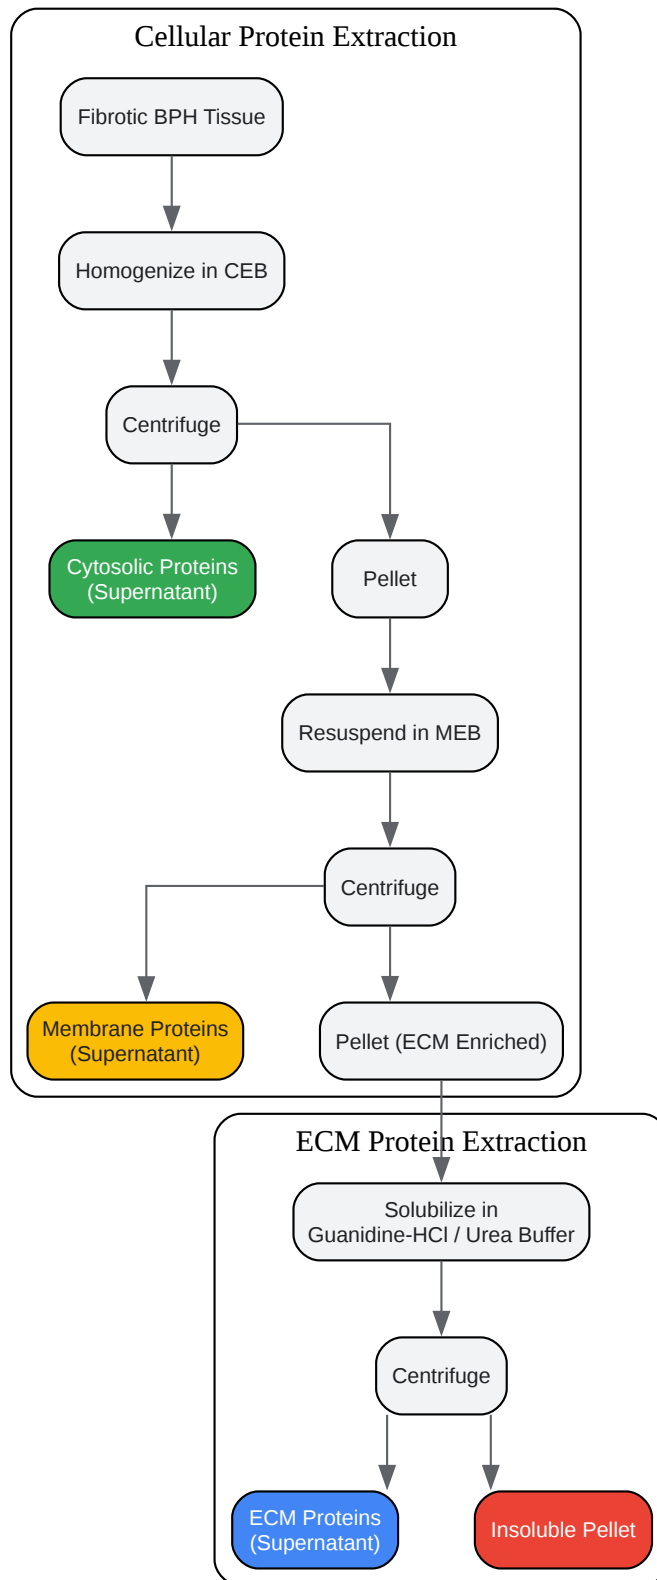 Cellular Protein Extraction
Fibrotic BPH Tissue
Homogenize in CEB
Centrifuge
Cytosolic Proteins
(Supernatant)
Pellet
Resuspend in MEB
Centrifuge
Membrane Proteins
(Supernatant)
Pellet (ECM Enriched)
ECM Protein Extraction
Solubilize in
Guanidine-HCl / Urea Buffer
Centrifuge
ECM Proteins
(Supernatant)
Insoluble Pellet